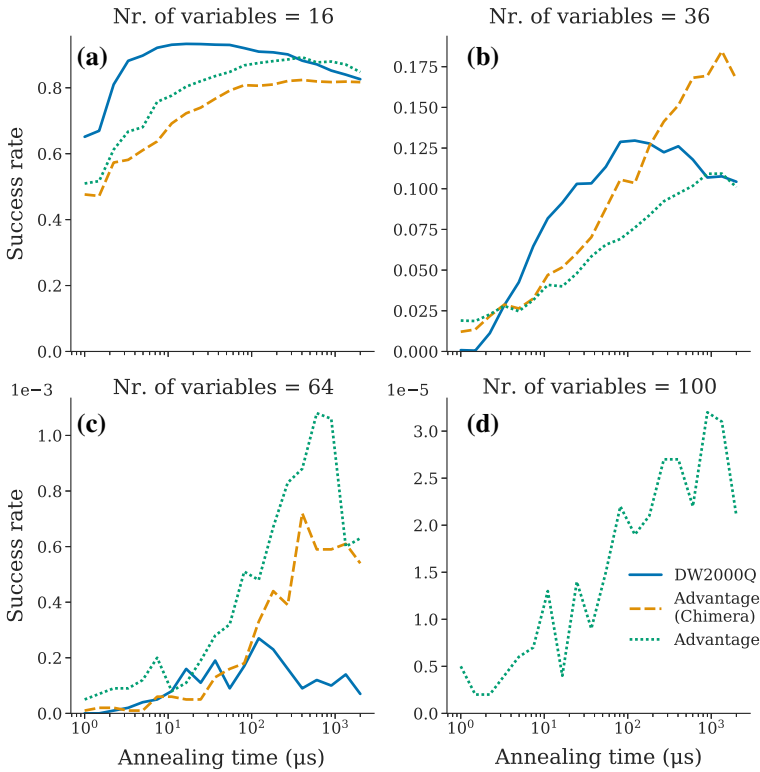 Nr. of variables = 16
(a)
Success rate
0.8
0.6
0.4
0.2
0.0
Nr. of variables = 36
(b)
0.175
0.150
0.125
0.100
0.075
0.050
0.025
0.000
1e−3
Nr. of variables = 64
(c)
Success rate
1.0
0.8
0.6
0.4
0.2
0.0
10⁰
10¹
10²
10³
Annealing time (μs)
1e−5
Nr. of variables = 100
(d)
3.0
2.5
2.0
1.5
1.0
0.5
0.0
DW2000Q
Advantage
(Chimera)
Advantage
10⁰
10¹
10²
10³
Annealing time (μs)